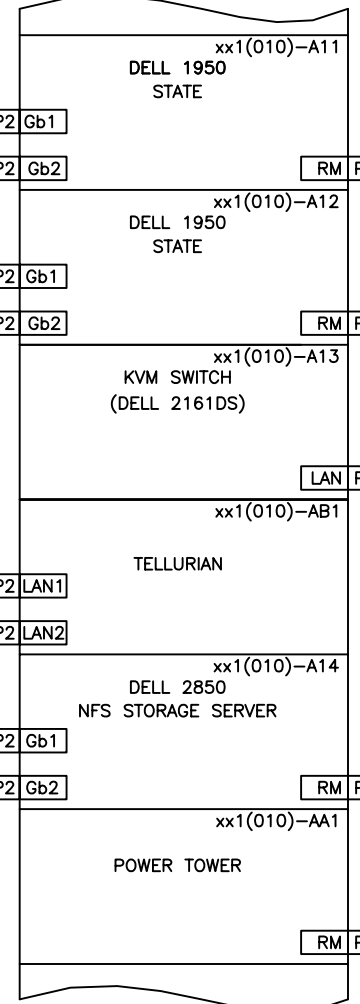 xx1(010)-A11
DELL 1950
STATE
P2 Gb1
P2 Gb2 RM
xx1(010)-A12
DELL 1950
STATE
P2 Gb1
P2 Gb2 RM
xx1(010)-A13
KVM SWITCH
(DELL 2161DS)
LAN
xx1(010)-AB1
TELLURIAN
P2 LAN1
P2 LAN2
xx1(010)-A14
DELL 2850
NFS STORAGE SERVER
P2 Gb1
P2 Gb2 RM
xx1(010)-AA1
POWER TOWER
RM